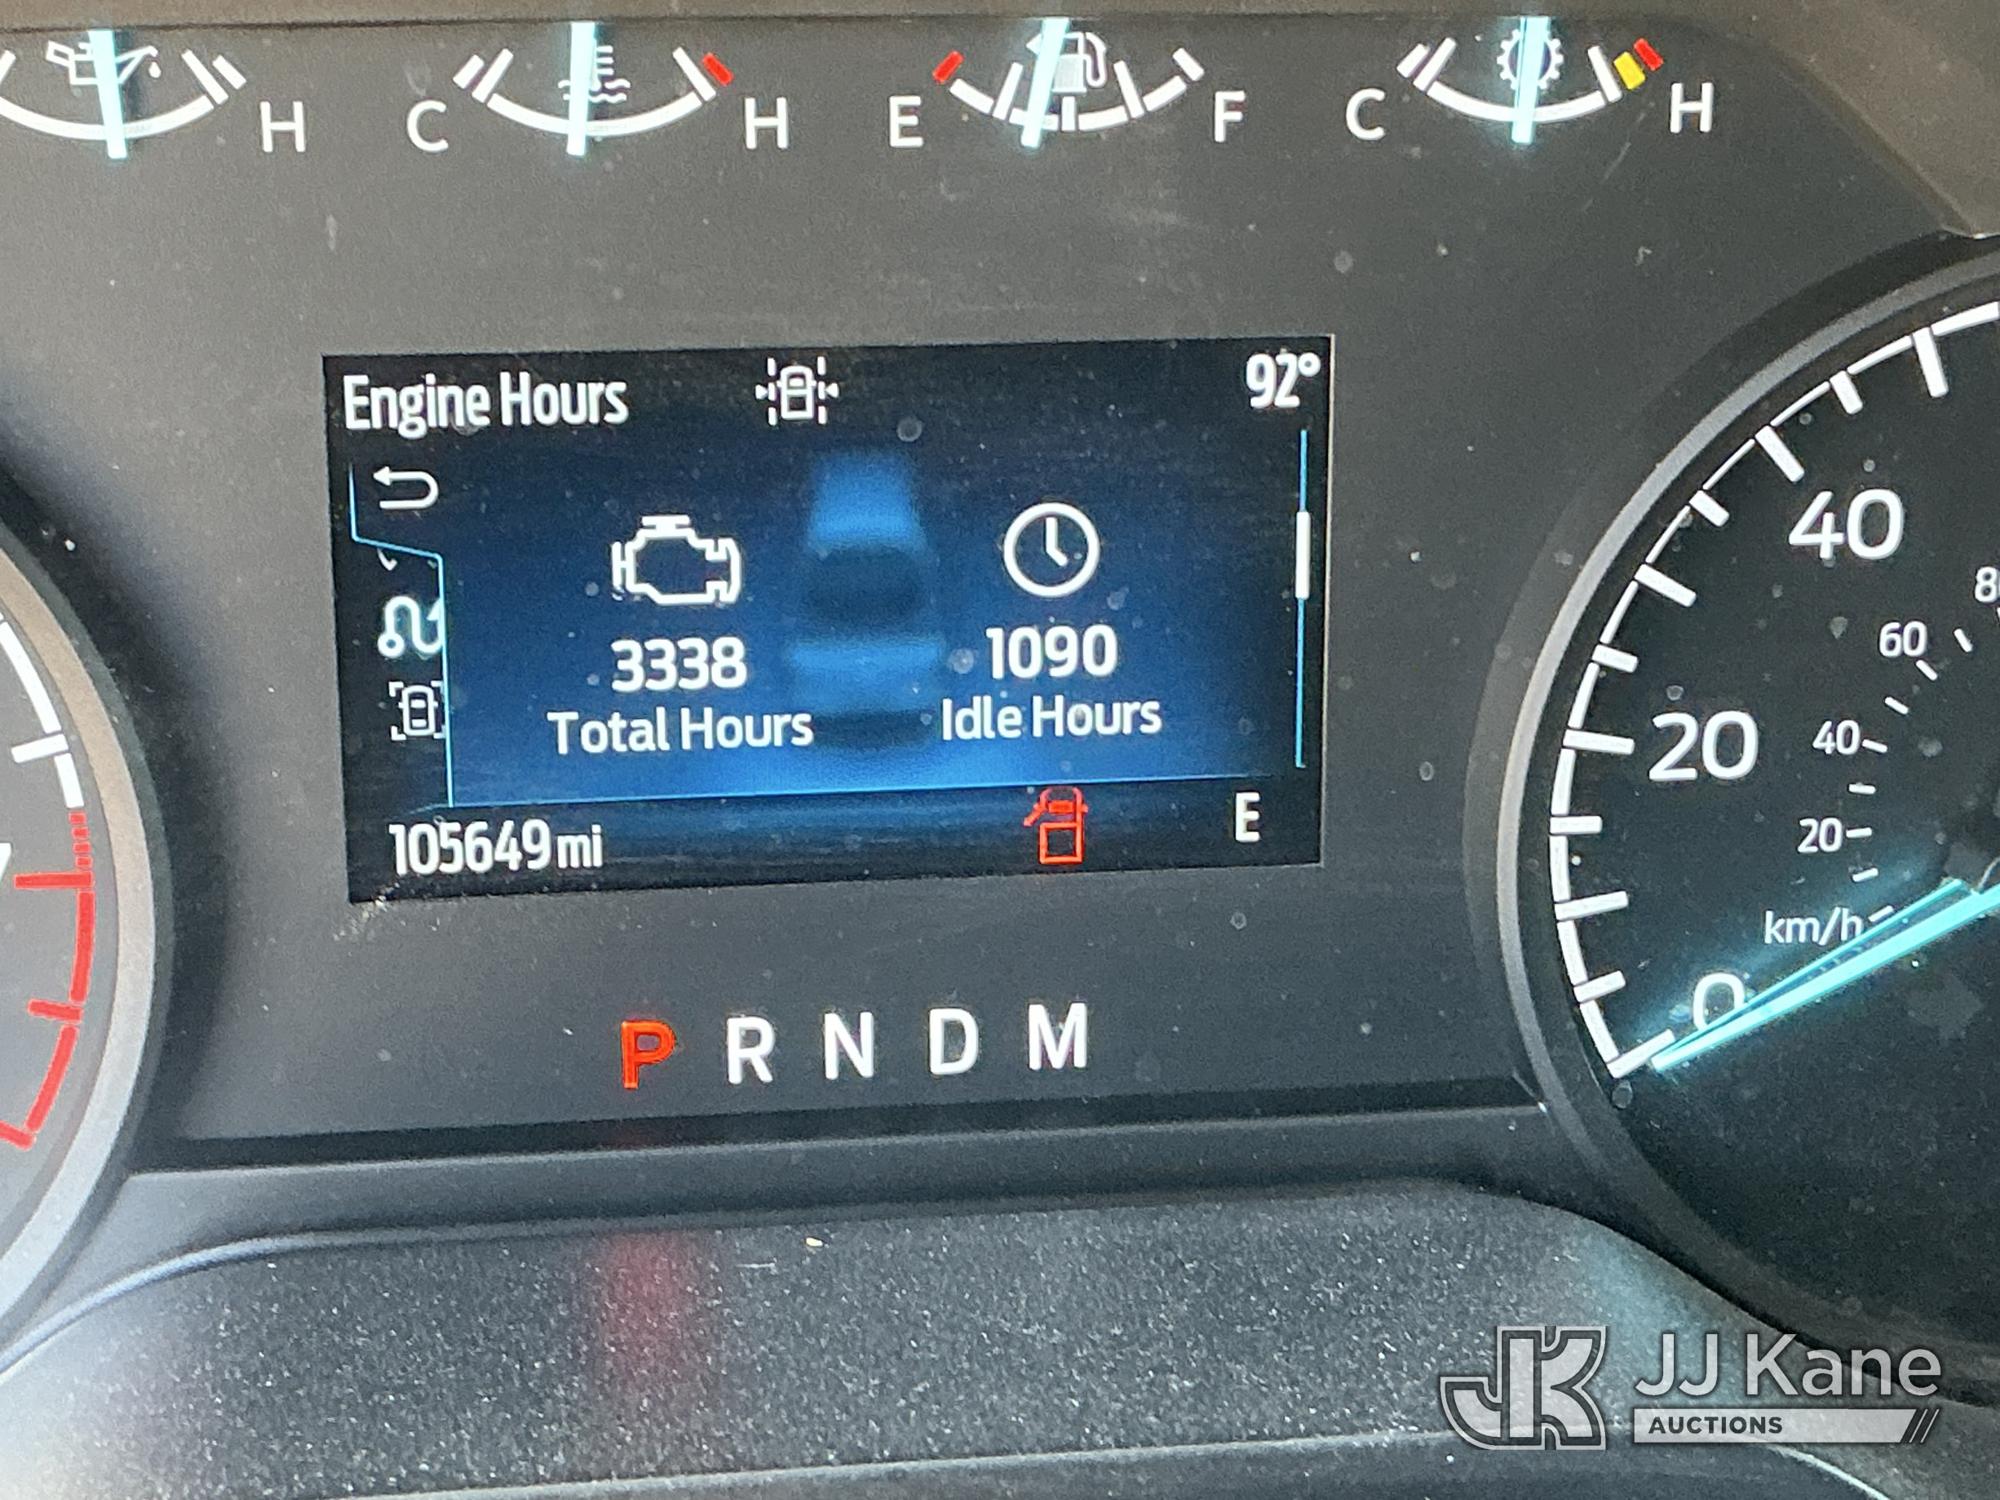 H C H E F C H
Engine Hours 92°
3338 1090
Total Hours Idle Hours
105649 mi E
P R N D M
40
20
0
60
40
20
km/h
JK JJ Kane
AUCTIONS